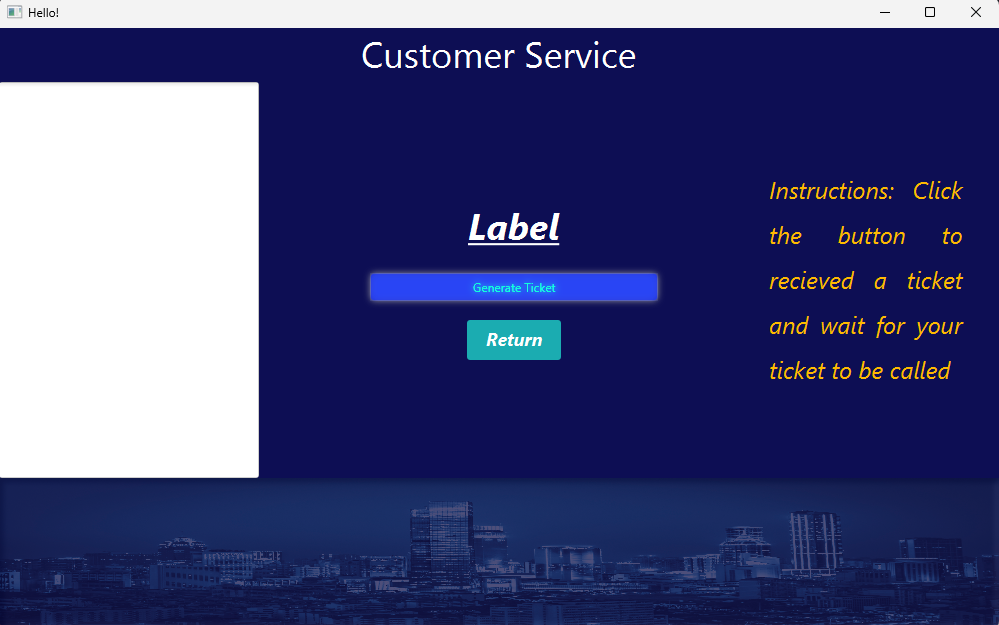 Hello!
Customer Service
Label
Generate Ticket
Return
Instructions: Click
the button to
recieved a ticket
and wait for your
ticket to be called